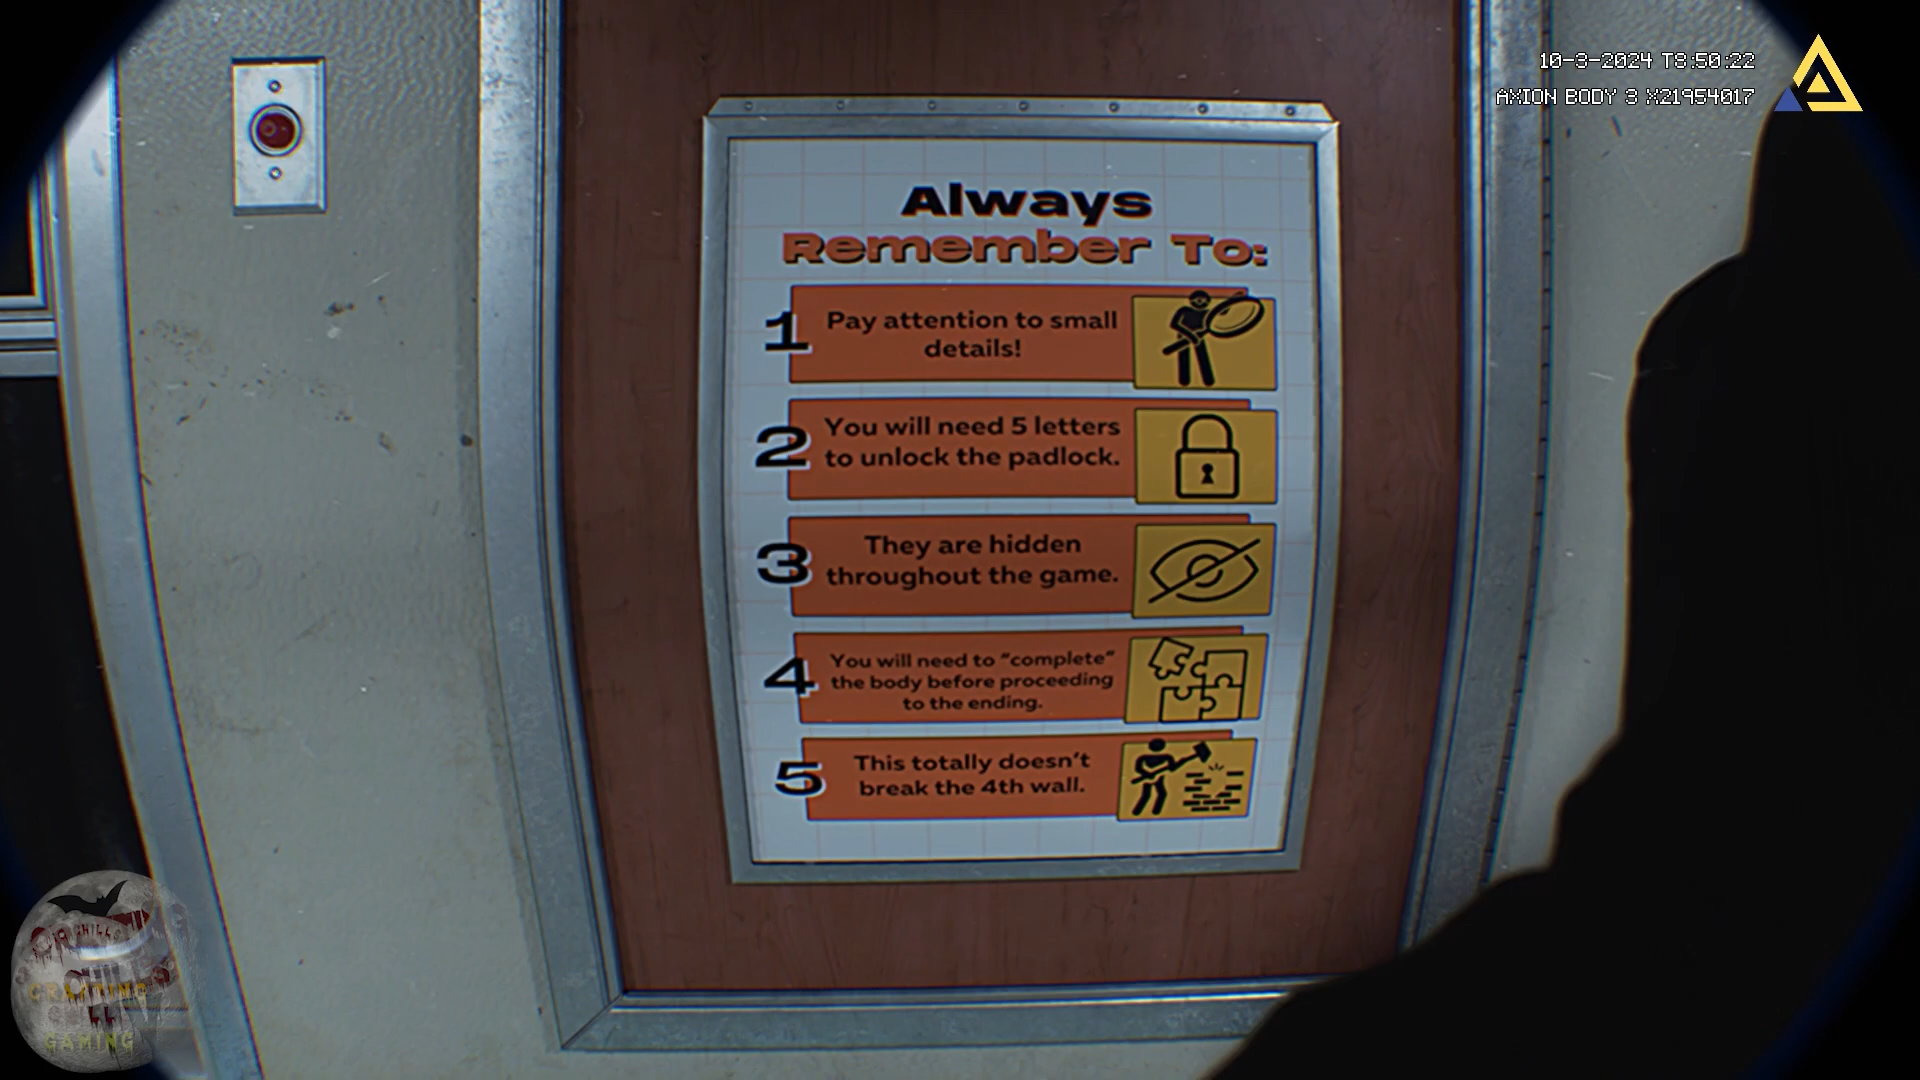 10-3-2024 T8:50:22
AXION BODY 3 X21954017
Always
Remember To:
1
Pay attention to small
details!
2
You will need 5 letters
to unlock the padlock.
3
They are hidden
throughout the game.
4
You will need to "complete"
the body before proceeding
to the ending.
5
This totally doesn't
break the 4th wall.
CRAFTING
GAMING